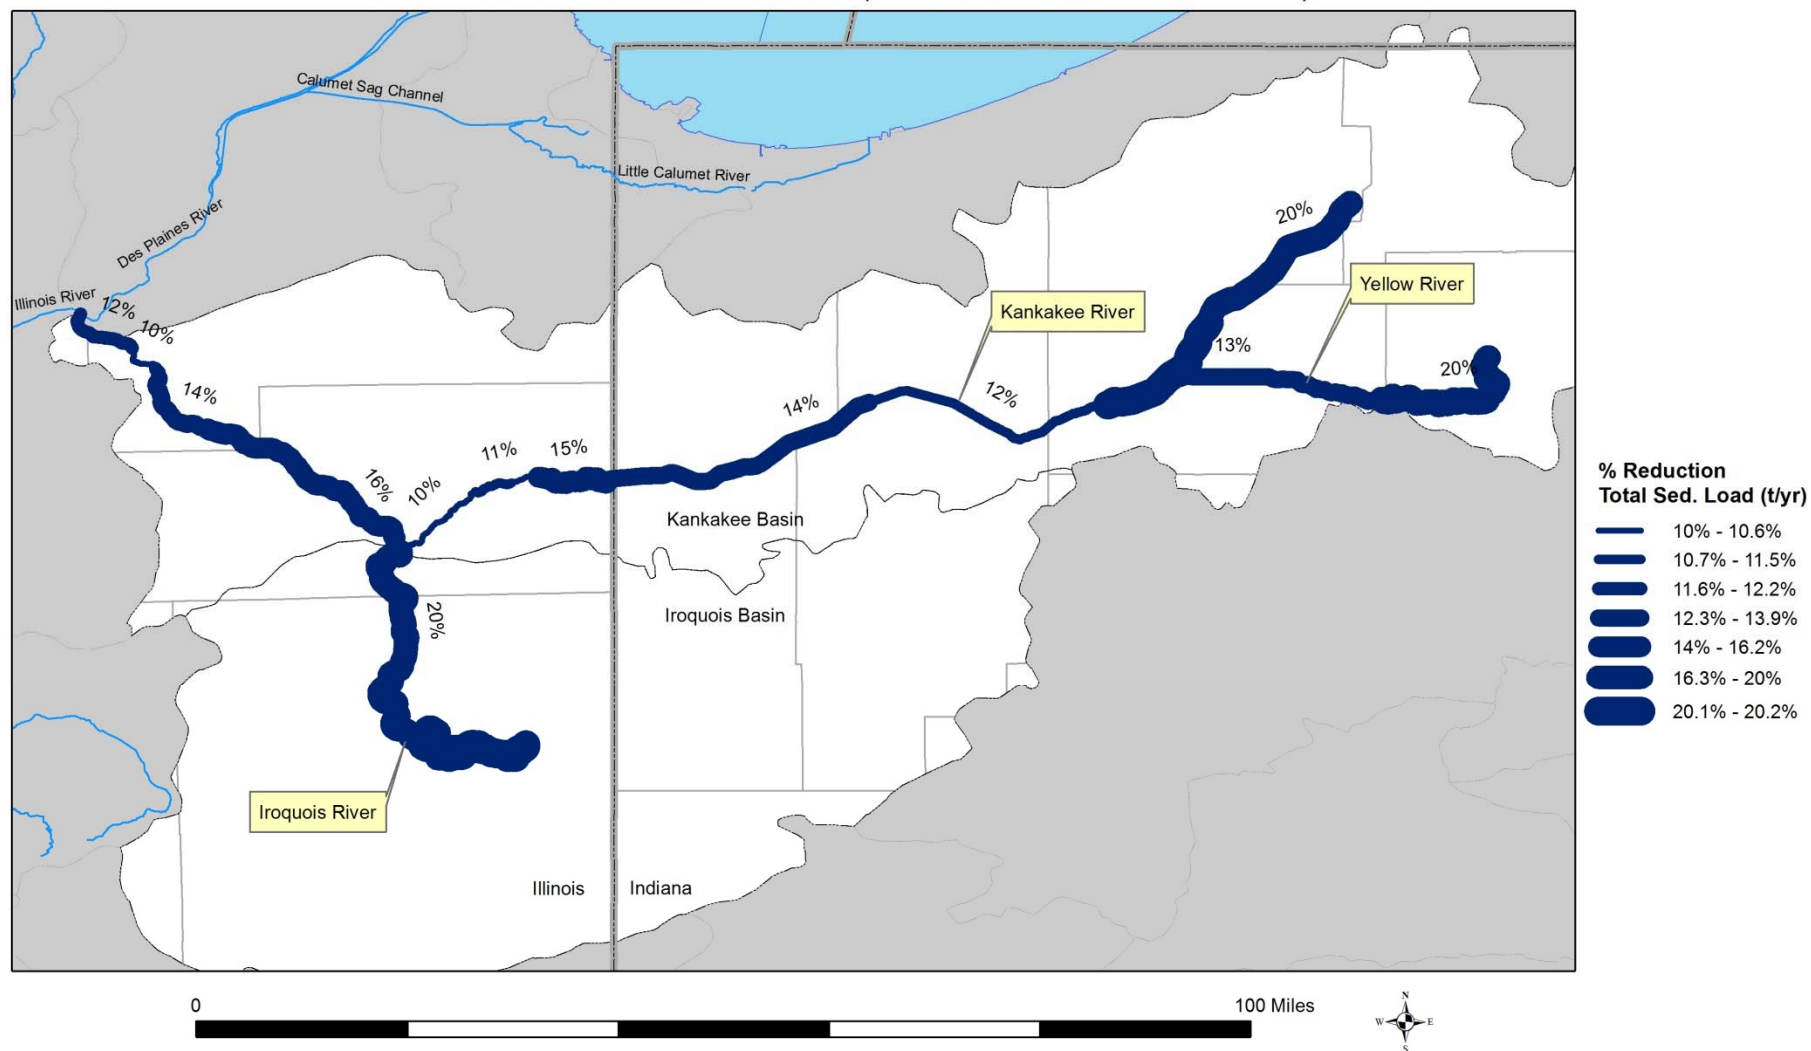 Calumet Sag Channel
Little Calumet River
Des Plaines River
20%
Illinois River
12%
10%
Yellow River
Kankakee River
13%
20%
14%
12%
14%
11%
15%
16%
10%
Kankakee Basin
Iroquois Basin
20%
Iroquois River
Illinois
Indiana
% Reduction
Total Sed. Load (t/yr)
10% - 10.6%
10.7% - 11.5%
11.6% - 12.2%
12.3% - 13.9%
14% - 16.2%
16.3% - 20%
20.1% - 20.2%
0
100 Miles
N
W
E
S